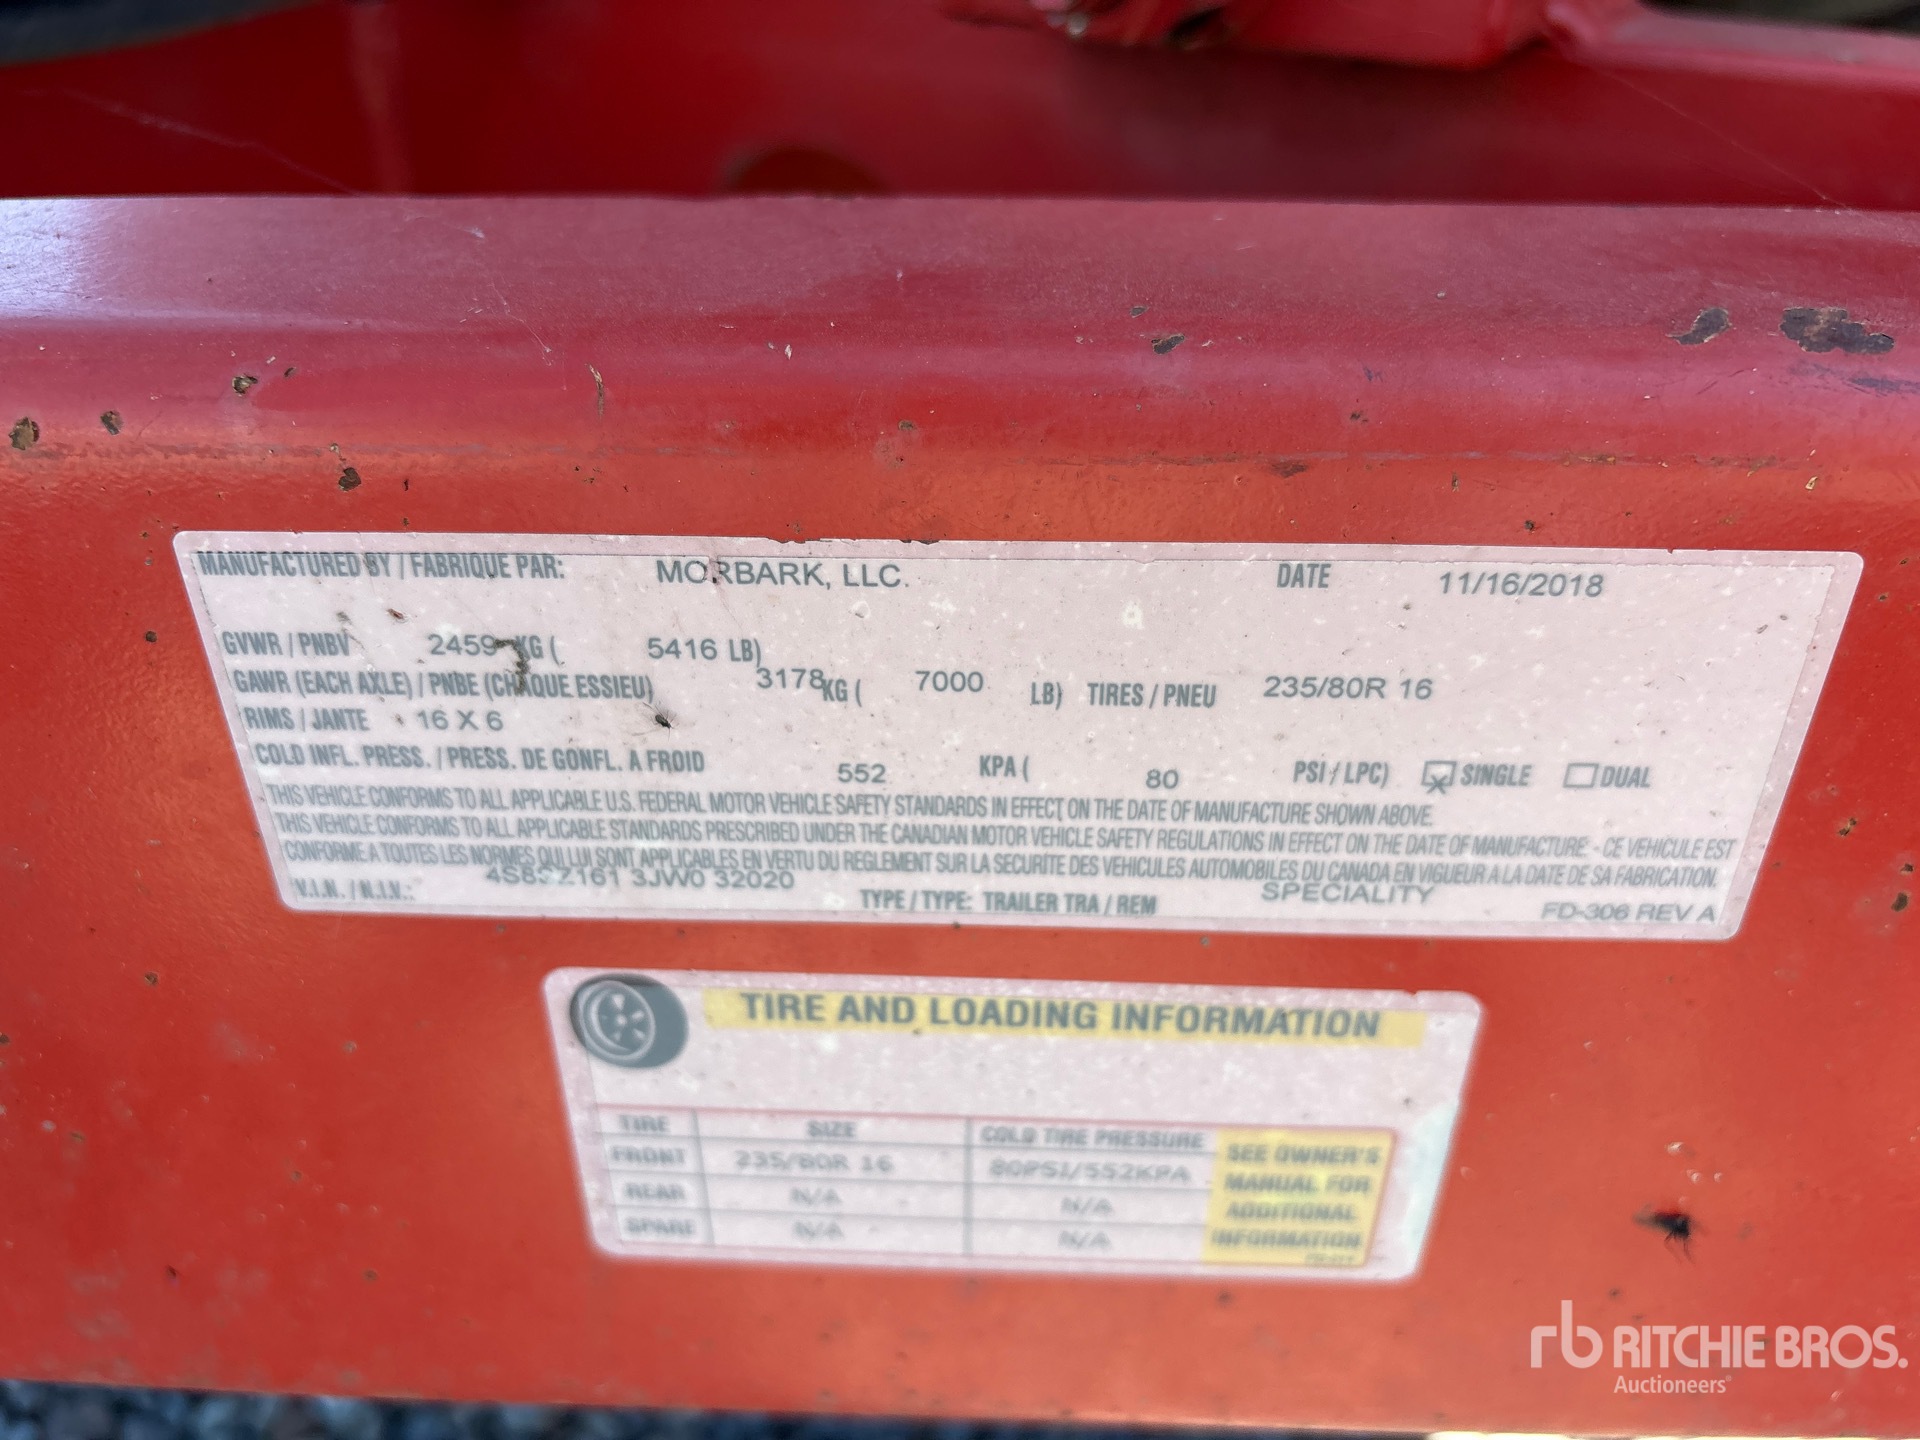 MANUFACTURED BY / FABRIQUE PAR: MORBARK, LLC. DATE 11/16/2018
GVWR / PNBV 2459 KG ( 5416 LB)
GAWR (EACH AXLE) / PNBE (CHAQUE ESSIEU) 3178 KG ( 7000 LB) TIRES / PNEU 235/80R 16
RIMS / JANTE 16 X 6
COLD INFL. PRESS. / PRESS. DE GONFL. A FROID 552 KPA ( 80 PSI / LPC) SINGLE DUAL
THIS VEHICLE CONFORMS TO ALL APPLICABLE U.S. FEDERAL MOTOR VEHICLE SAFETY STANDARDS IN EFFECT ON THE DATE OF MANUFACTURE SHOWN ABOVE.
THIS VEHICLE CONFORMS TO ALL APPLICABLE STANDARDS PRESCRIBED UNDER THE CANADIAN MOTOR VEHICLE SAFETY REGULATIONS IN EFFECT ON THE DATE OF MANUFACTURE - CE VEHICULE EST
CONFORME A TOUTES LES NORMES QUI LUI SONT APPLICABLES EN VERTU DU REGLEMENT SUR LA SECURITE DES VEHICULES AUTOMOBILES DU CANADA EN VIGUEUR A LA DATE DE SA FABRICATION.
V.I.N. / N.I.V.: 3JW0 32020 TYPE / TYPE: TRAILER TRA / REM SPECIALITY FD-306 REV A
TIRE AND LOADING INFORMATION
TIRE SIZE COLD TIRE PRESSURE
FRONT 235/80R 16 80PSI/552KPA
REAR N/A N/A
SPARE N/A N/A
SEE OWNER'S
MANUAL FOR
ADDITIONAL
INFORMATION
rb RITCHIE BROS.
Auctioneers